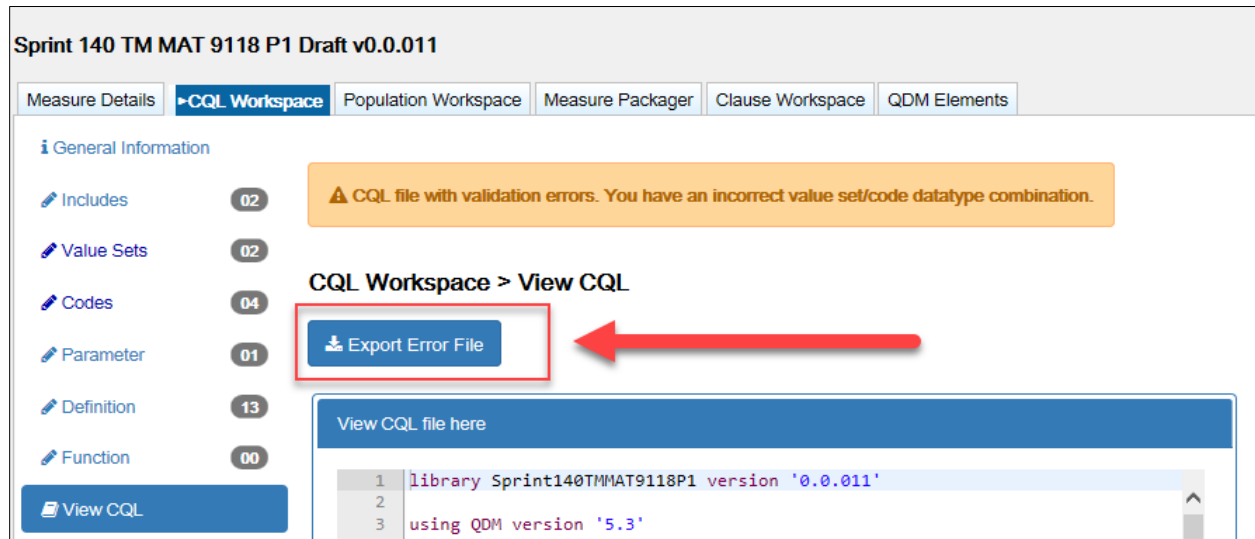 Sprint 140 TM MAT 9118 P1 Draft v0.0.011
Measure Details ▸CQL Workspace Population Workspace Measure Packager Clause Workspace QDM Elements
i General Information
Includes 02
Value Sets 02
Codes 04
Parameter 01
Definition 13
Function 00
View CQL
CQL file with validation errors. You have an incorrect value set/code datatype combination.
CQL Workspace > View CQL
Export Error File
View CQL file here
1 library Sprint140TMMAT9118P1 version '0.0.011'
2
3 using QDM version '5.3'